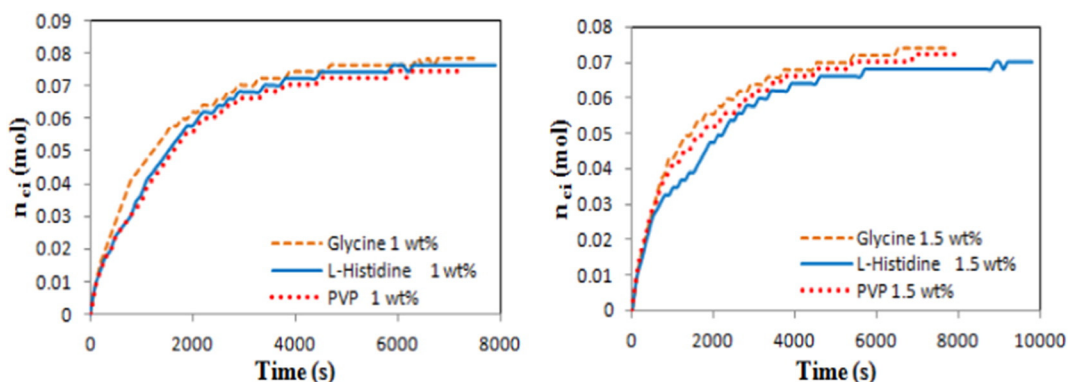 0.09
0.08
0.07
0.06
0.05
0.04
0.03
0.02
0.01
0
n ci (mol)
Glycine 1 wt%
L-Histidine 1 wt%
PVP 1 wt%
0 2000 4000 6000 8000
Time (s)
0.08
0.07
0.06
0.05
0.04
0.03
0.02
0.01
0
n ci (mol)
Glycine 1.5 wt%
L-Histidine 1.5 wt%
PVP 1.5 wt%
0 2000 4000 6000 8000 10000
Time (s)